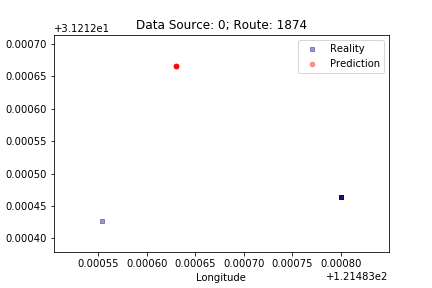 Data Source: 0; Route: 1874
+3.1212e1
0.00070
0.00065
0.00060
0.00055
0.00050
0.00045
0.00040
Reality
Prediction
0.00055 0.00060 0.00065 0.00070 0.00075 0.00080
Longitude
+1.21483e2